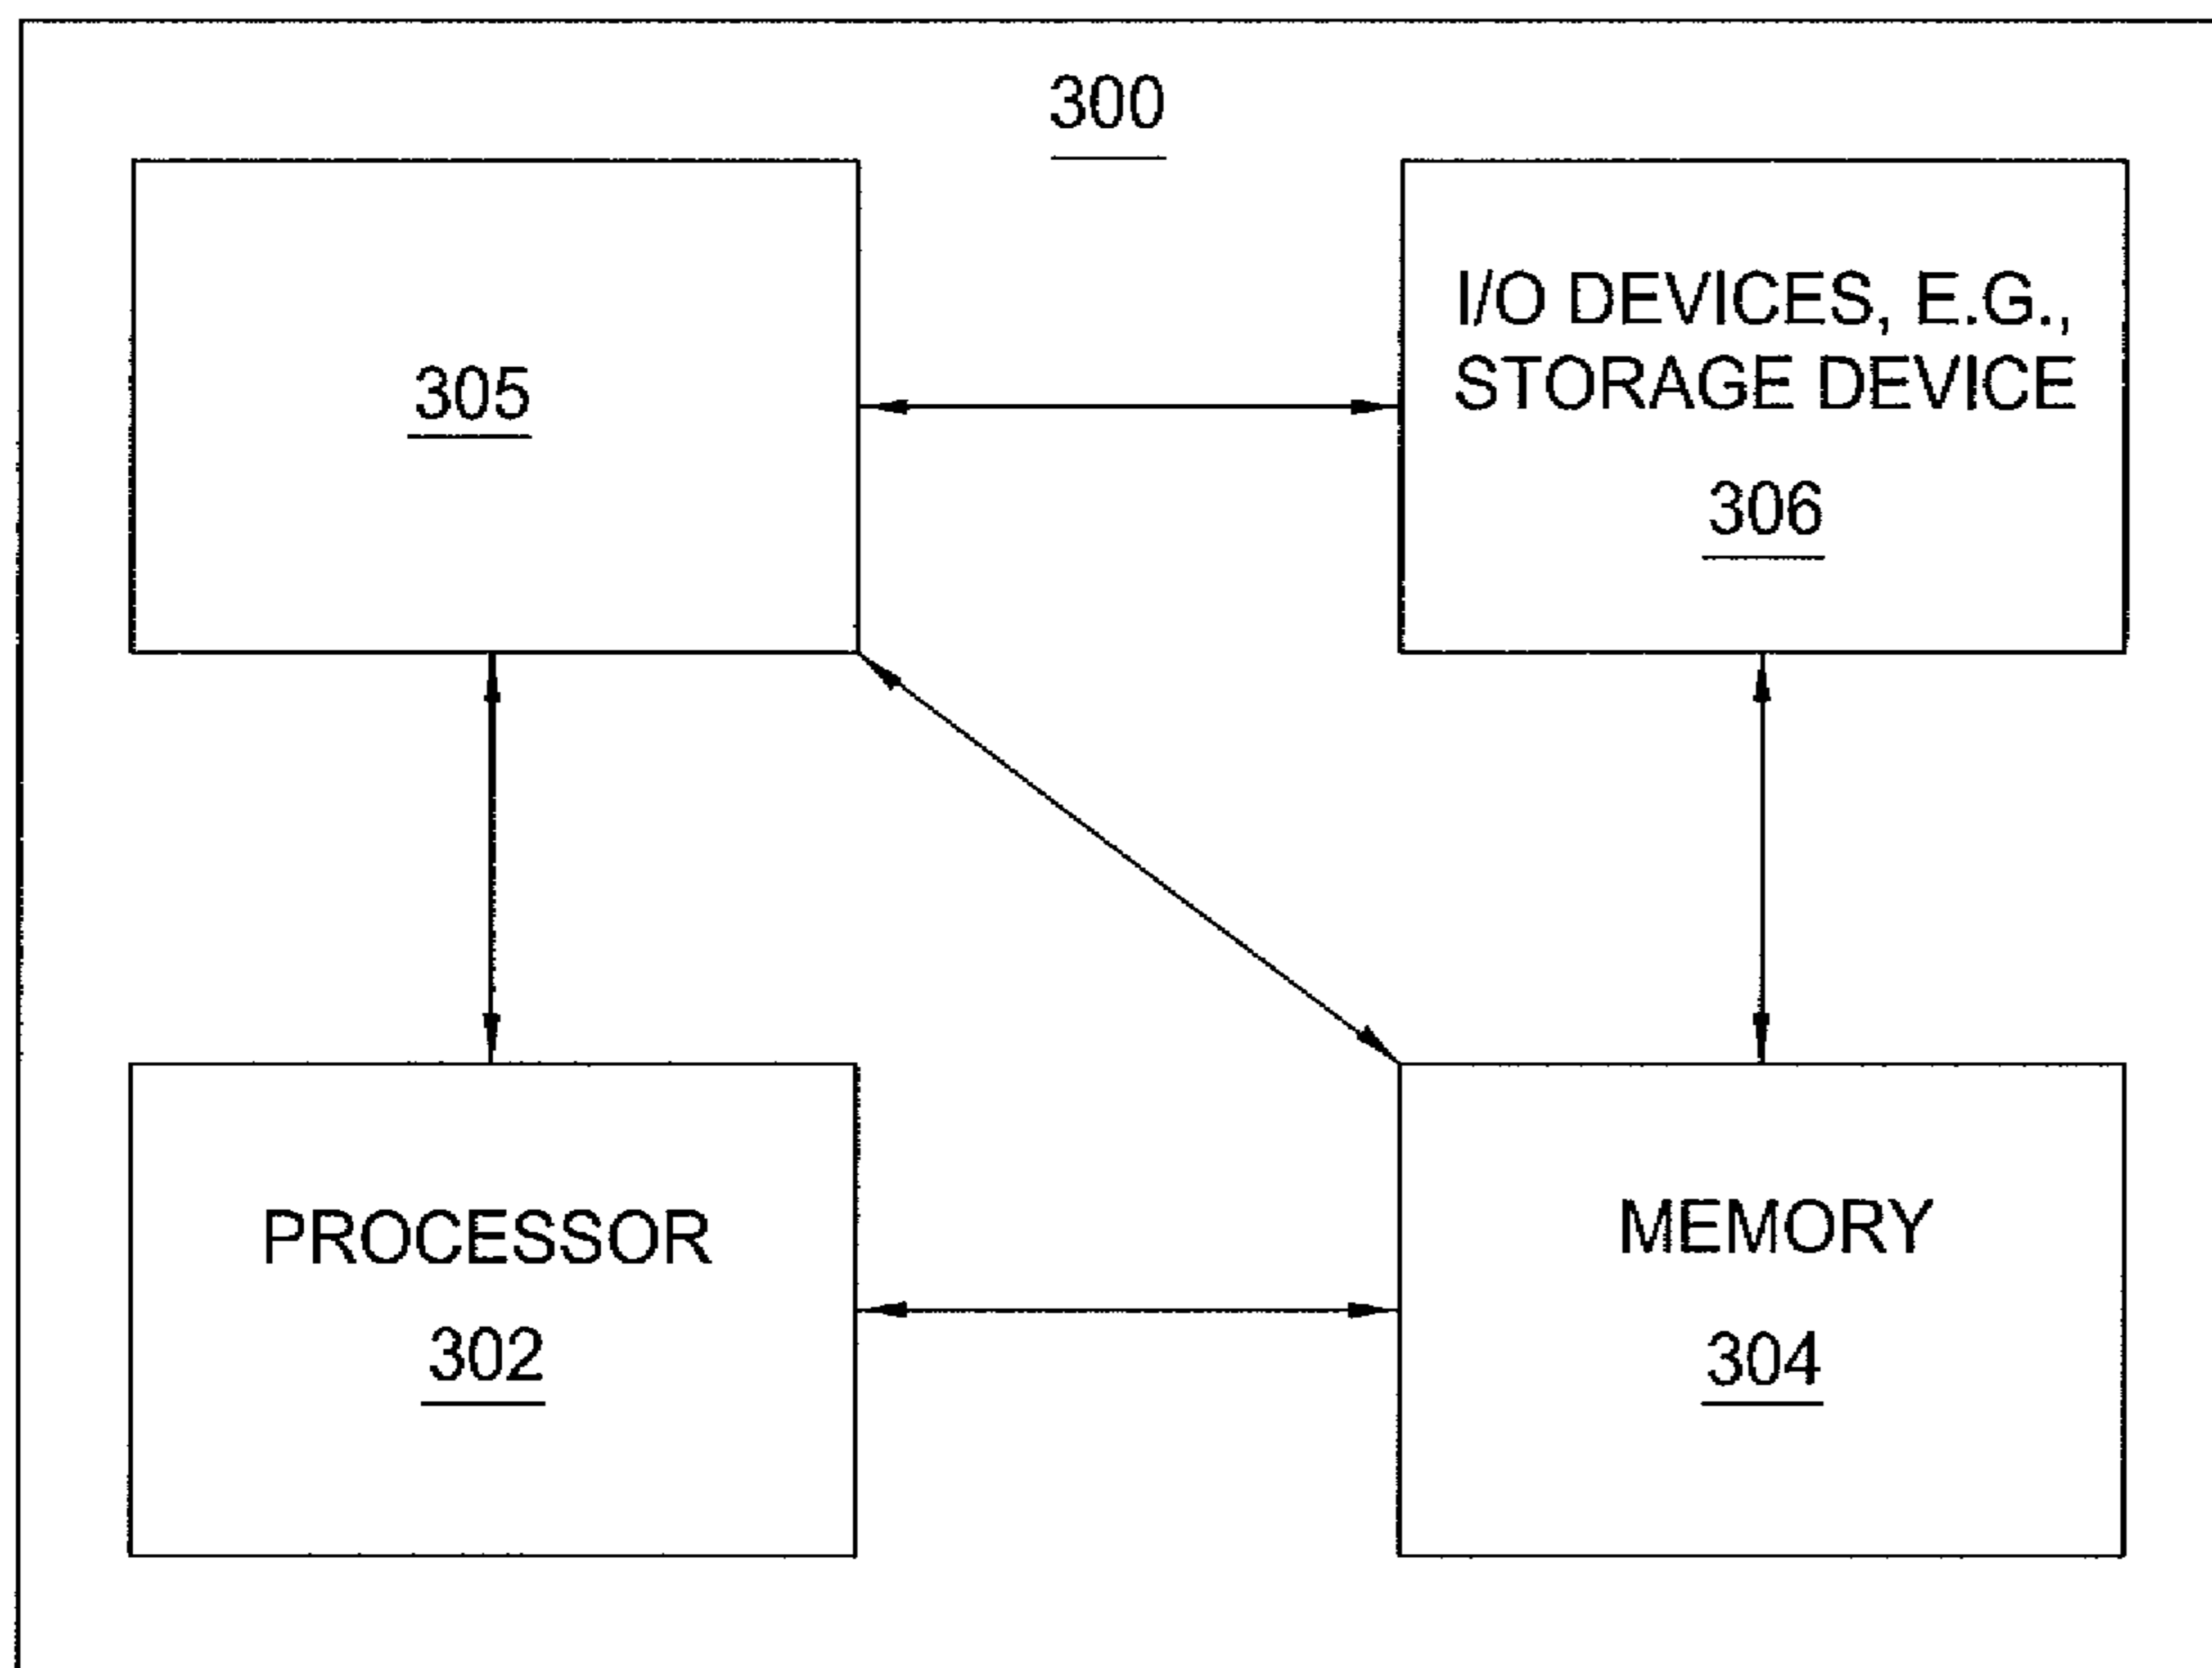 300
305
I/O DEVICES, E.G.,
STORAGE DEVICE
306
PROCESSOR
302
MEMORY
304